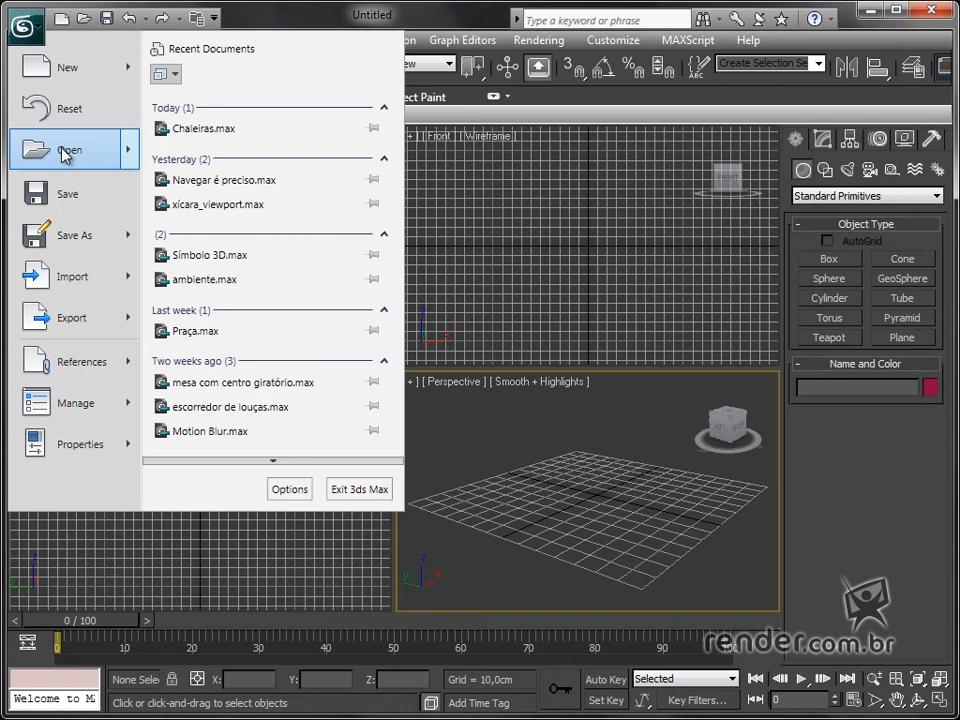 Untitled
Type a keyword or phrase
Graph Editors Rendering Customize MAXScript Help
Create Selection Se
ect Paint
New
Reset
Open
Save
Save As
Import
Export
References
Manage
Properties
Recent Documents
Today (1)
Chaleiras.max
Yesterday (2)
Navegar é preciso.max
xícara_viewport.max
(2)
Símbolo 3D.max
ambiente.max
Last week (1)
Praça.max
Two weeks ago (3)
mesa com centro giratório.max
escorredor de louças.max
Motion Blur.max
Options Exit 3ds Max
+ ] [Front ] [Wireframe ]
FRONT
+ ] [ Perspective ] [ Smooth + Highlights ]
z
x
y
Standard Primitives
Object Type
AutoGrid
Box Cone
Sphere GeoSphere
Cylinder Tube
Torus Pyramid
Teapot Plane
Name and Color
render.com.br
< 0 / 100 >
0 10 20 30 40 50 60 70 80 90 100
None Sele X: Y: Z: Grid = 10,0cm Auto Key Selected
Welcome to M
Click or click-and-drag to select objects Add Time Tag Set Key Key Filters... 0